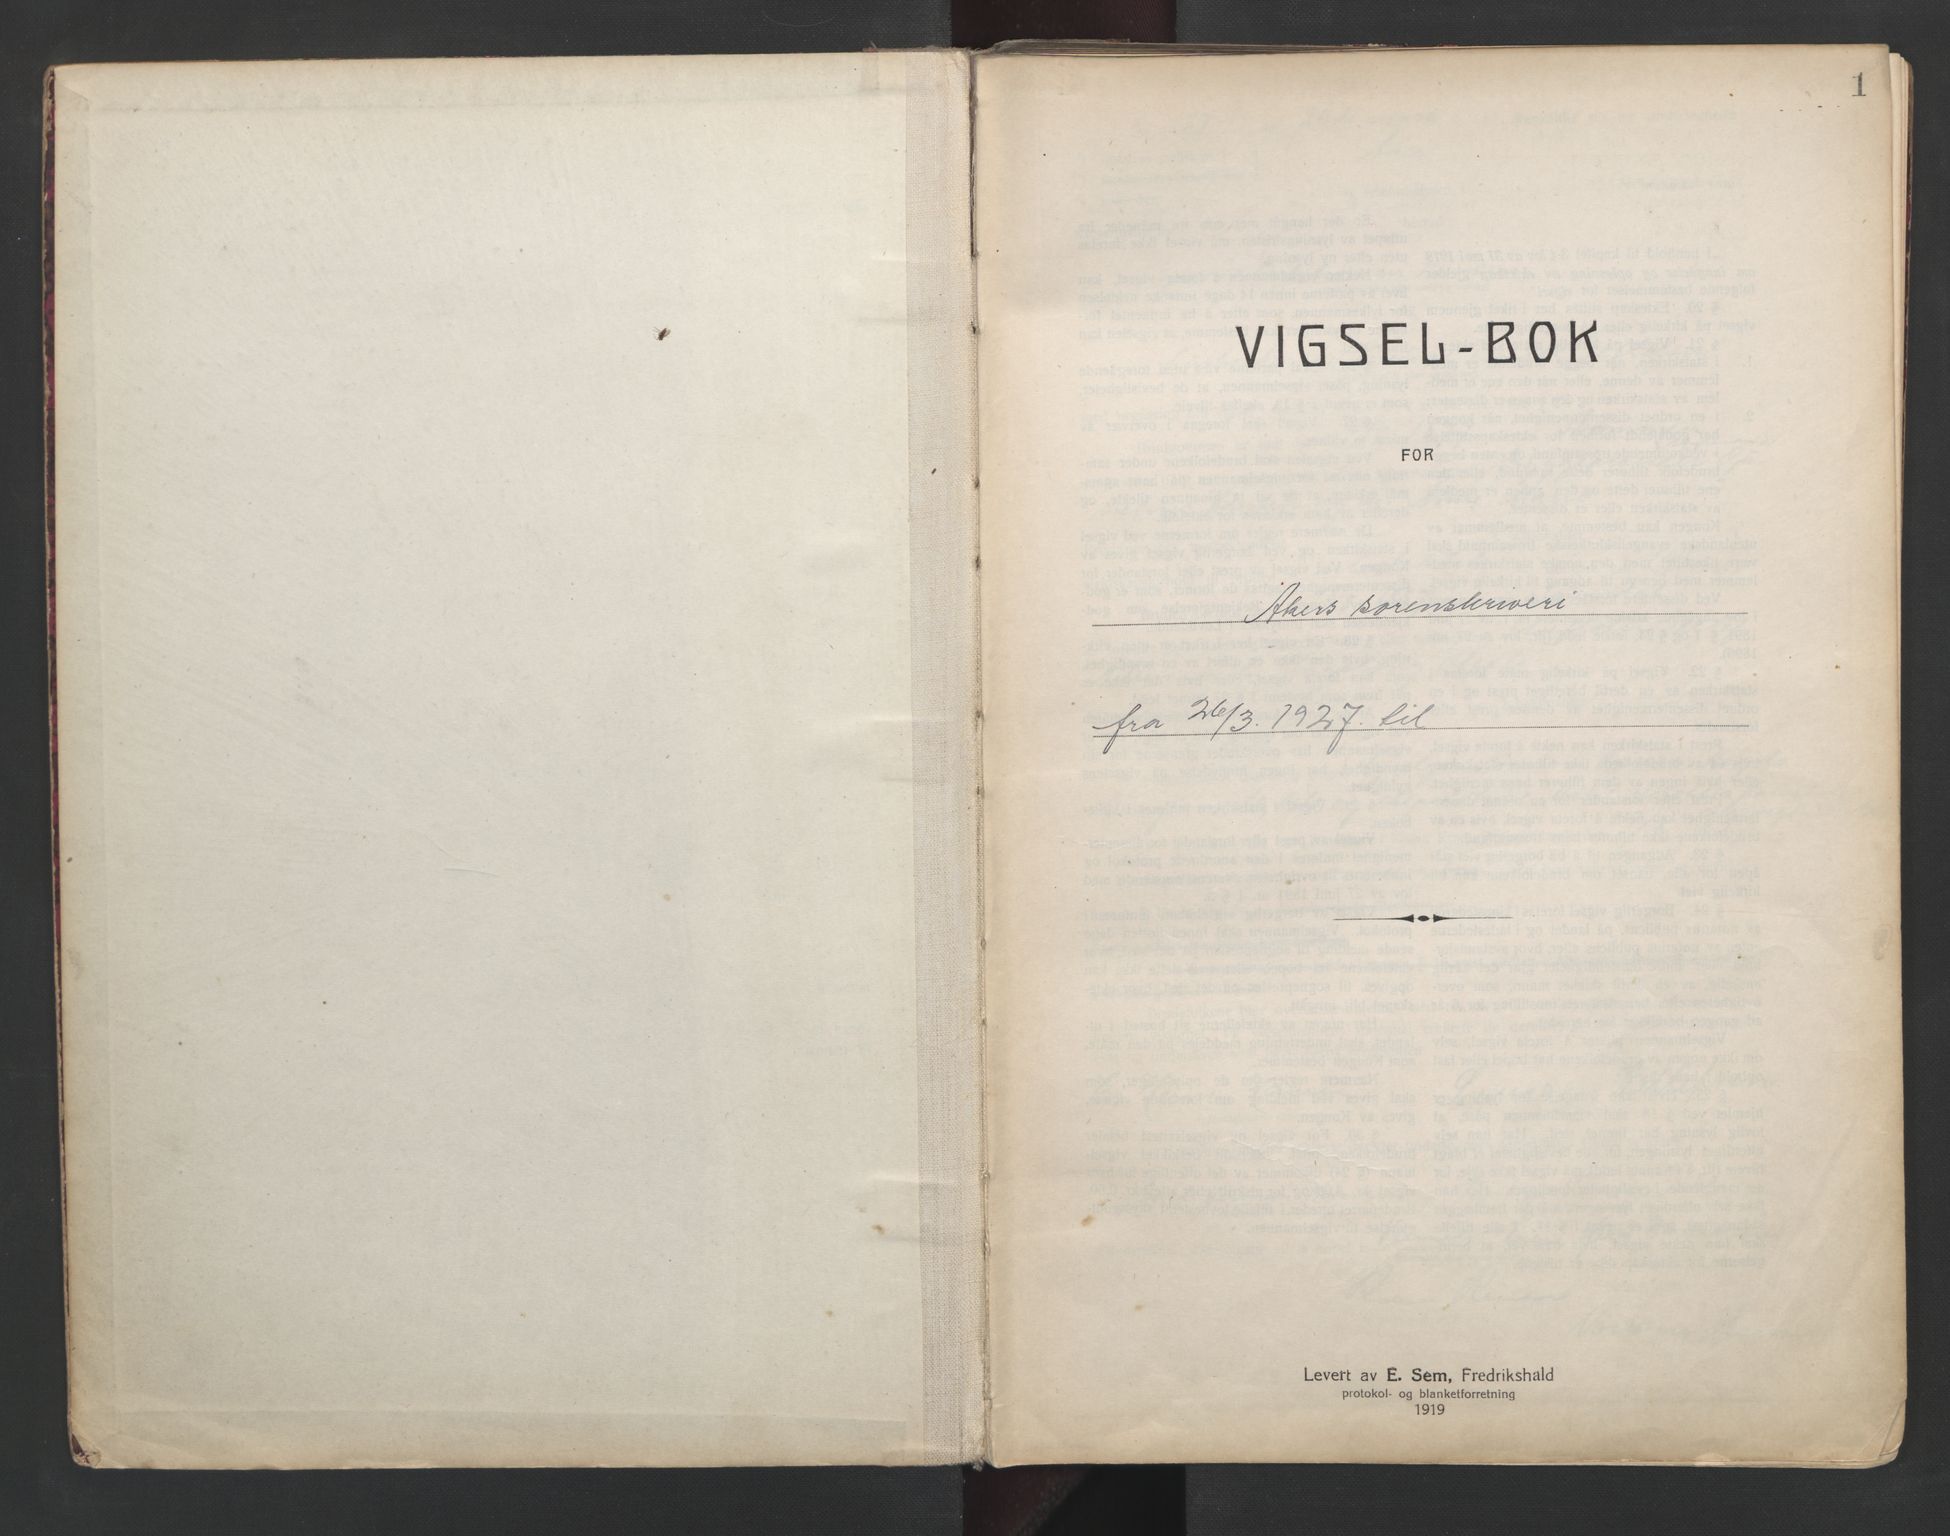 1
VIGSEL-BOK
FOR
Akers sorenskriveri
fra 26/3. 1927. til
Levert av E. Sem, Fredrikshald
protokol- og blanketforretning
1919